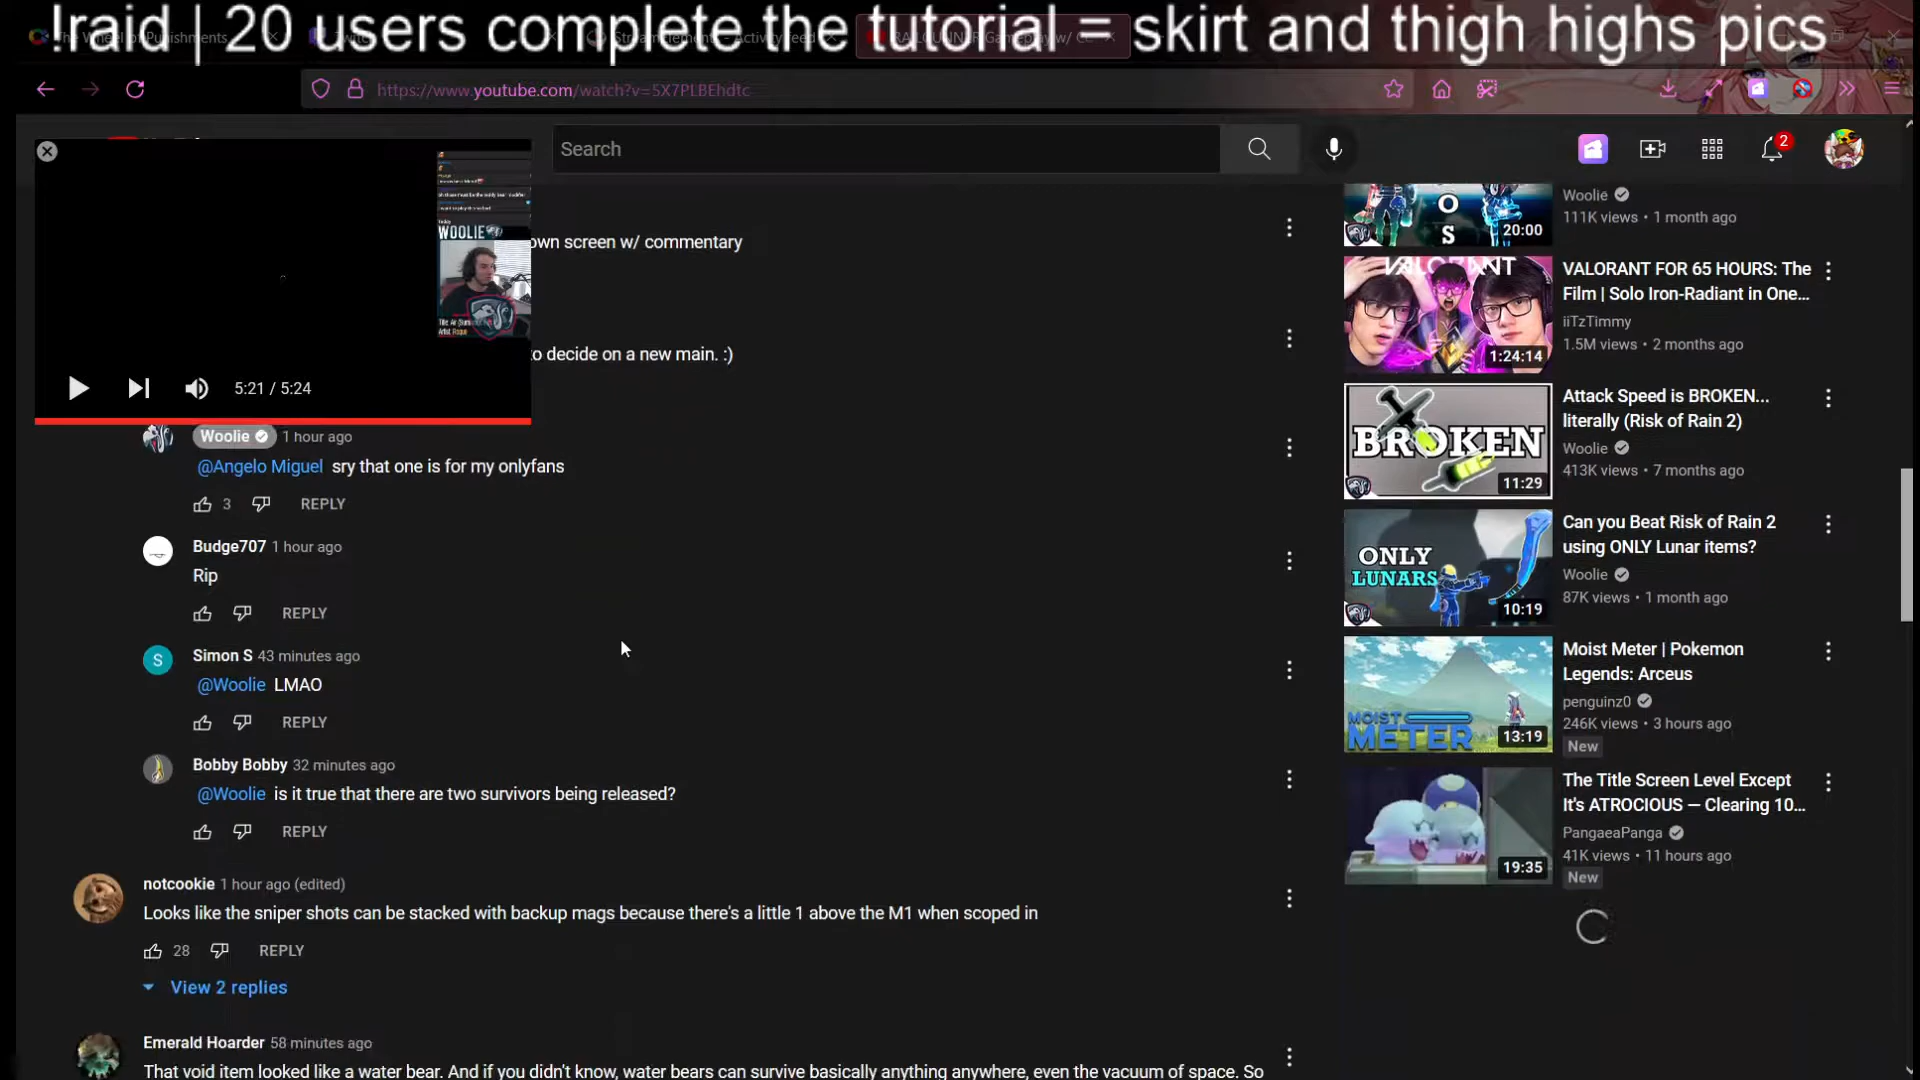 !raid | 20 users complete the tutorial = skirt and thigh highs pics
https://www.youtube.com/watch?v=5X7PLBEhdtc
Search
2
WOOLIE
5:21 / 5:24
own screen w/ commentary
to decide on a new main. :)
Woolie 1 hour ago
@Angelo Miguel sry that one is for my onlyfans
3 REPLY
Budge707 1 hour ago
Rip
REPLY
Simon S 43 minutes ago
S
@Woolie LMAO
REPLY
Bobby Bobby 32 minutes ago
@Woolie is it true that there are two survivors being released?
REPLY
notcookie 1 hour ago (edited)
Looks like the sniper shots can be stacked with backup mags because there's a little 1 above the M1 when scoped in
28 REPLY
View 2 replies
Emerald Hoarder 58 minutes ago
That void item looked like a water bear. And if you didn't know, water bears can survive basically anything anywhere, even the vacuum of space. So
O
S
20:00
Woolie
111K views • 1 month ago
VALORANT
1:24:14
VALORANT FOR 65 HOURS: The
Film | Solo Iron-Radiant in One...
iiTzTimmy
1.5M views • 2 months ago
BROKEN
11:29
Attack Speed is BROKEN...
literally (Risk of Rain 2)
Woolie
413K views • 7 months ago
ONLY
LUNARS
10:19
Can you Beat Risk of Rain 2
using ONLY Lunar items?
Woolie
87K views • 1 month ago
MOIST
METER
13:19
Moist Meter | Pokemon
Legends: Arceus
penguinz0
246K views • 3 hours ago
New
19:35
The Title Screen Level Except
It's ATROCIOUS — Clearing 10...
PangaeaPanga
41K views • 11 hours ago
New